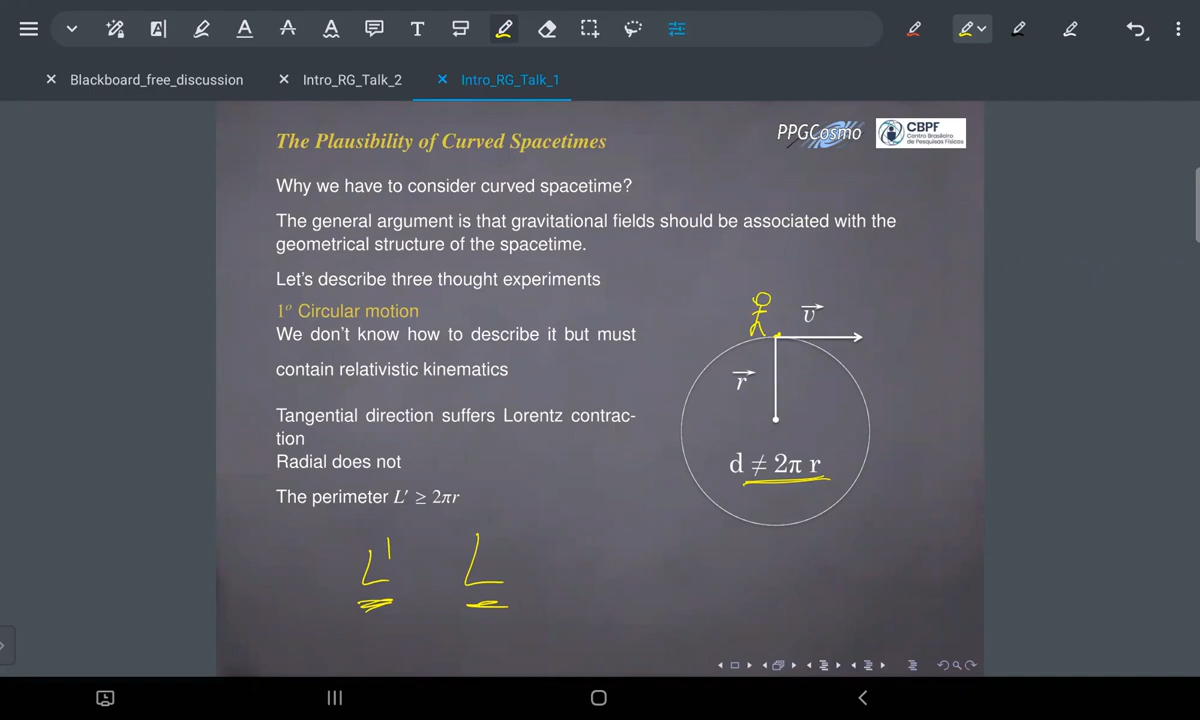 Blackboard_free_discussion
Intro_RG_Talk_2
Intro_RG_Talk_1
The Plausibility of Curved Spacetimes
PPGCosmo
CBPF
Centro Brasileiro
de Pesquisas Físicas
Why we have to consider curved spacetime?
The general argument is that gravitational fields should be associated with the
geometrical structure of the spacetime.
Let's describe three thought experiments
1º Circular motion
We don't know how to describe it but must
contain relativistic kinematics
Tangential direction suffers Lorentz contrac-
tion
Radial does not
The perimeter L′ ≥ 2πr
v⃗
r⃗
d ≠ 2π r
L' L